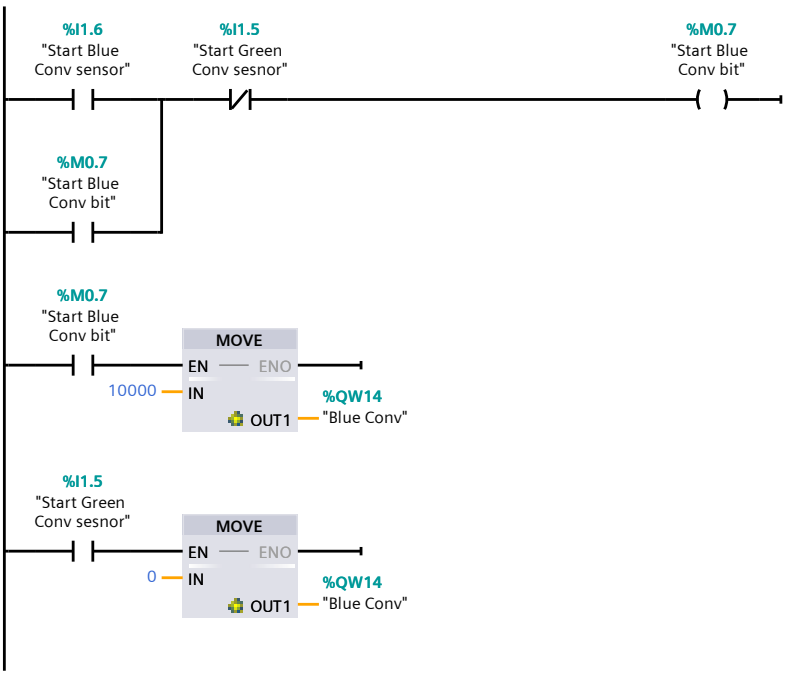 %I1.6
"Start Blue
Conv sensor"
%I1.5
"Start Green
Conv sesnor"
%M0.7
"Start Blue
Conv bit"
%M0.7
"Start Blue
Conv bit"
%M0.7
"Start Blue
Conv bit"
MOVE
EN
ENO
10000
IN
%QW14
OUT1
"Blue Conv"
%I1.5
"Start Green
Conv sesnor"
MOVE
EN
ENO
0
IN
%QW14
OUT1
"Blue Conv"